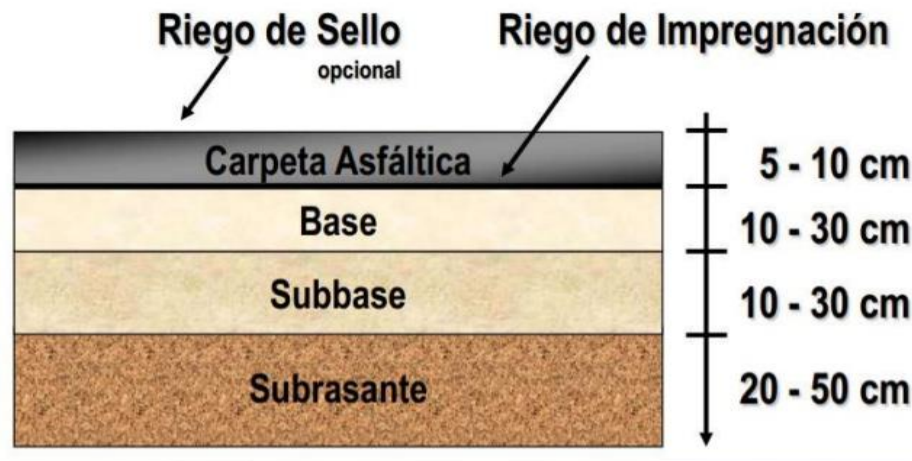 Riego de Sello
opcional
Riego de Impregnación
Carpeta Asfáltica
5 - 10 cm
Base
10 - 30 cm
Subbase
10 - 30 cm
Subrasante
20 - 50 cm